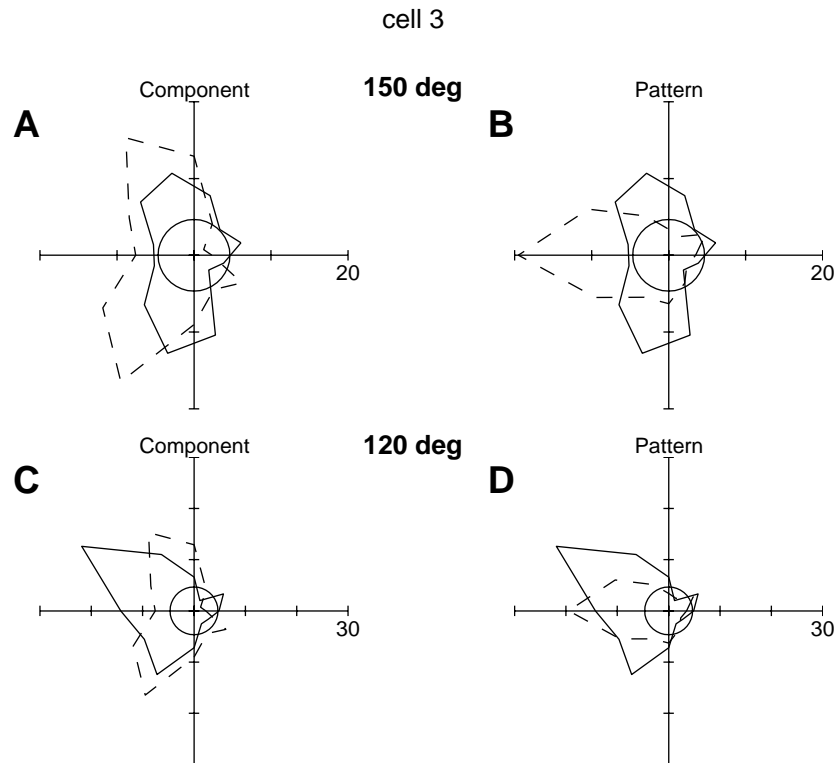 cell 3
Component 150 deg Pattern
A B
20 20
Component 120 deg Pattern
C D
30 30